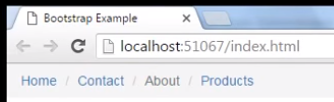 Bootstrap Example
localhost:51067/index.html
Home / Contact / About / Products